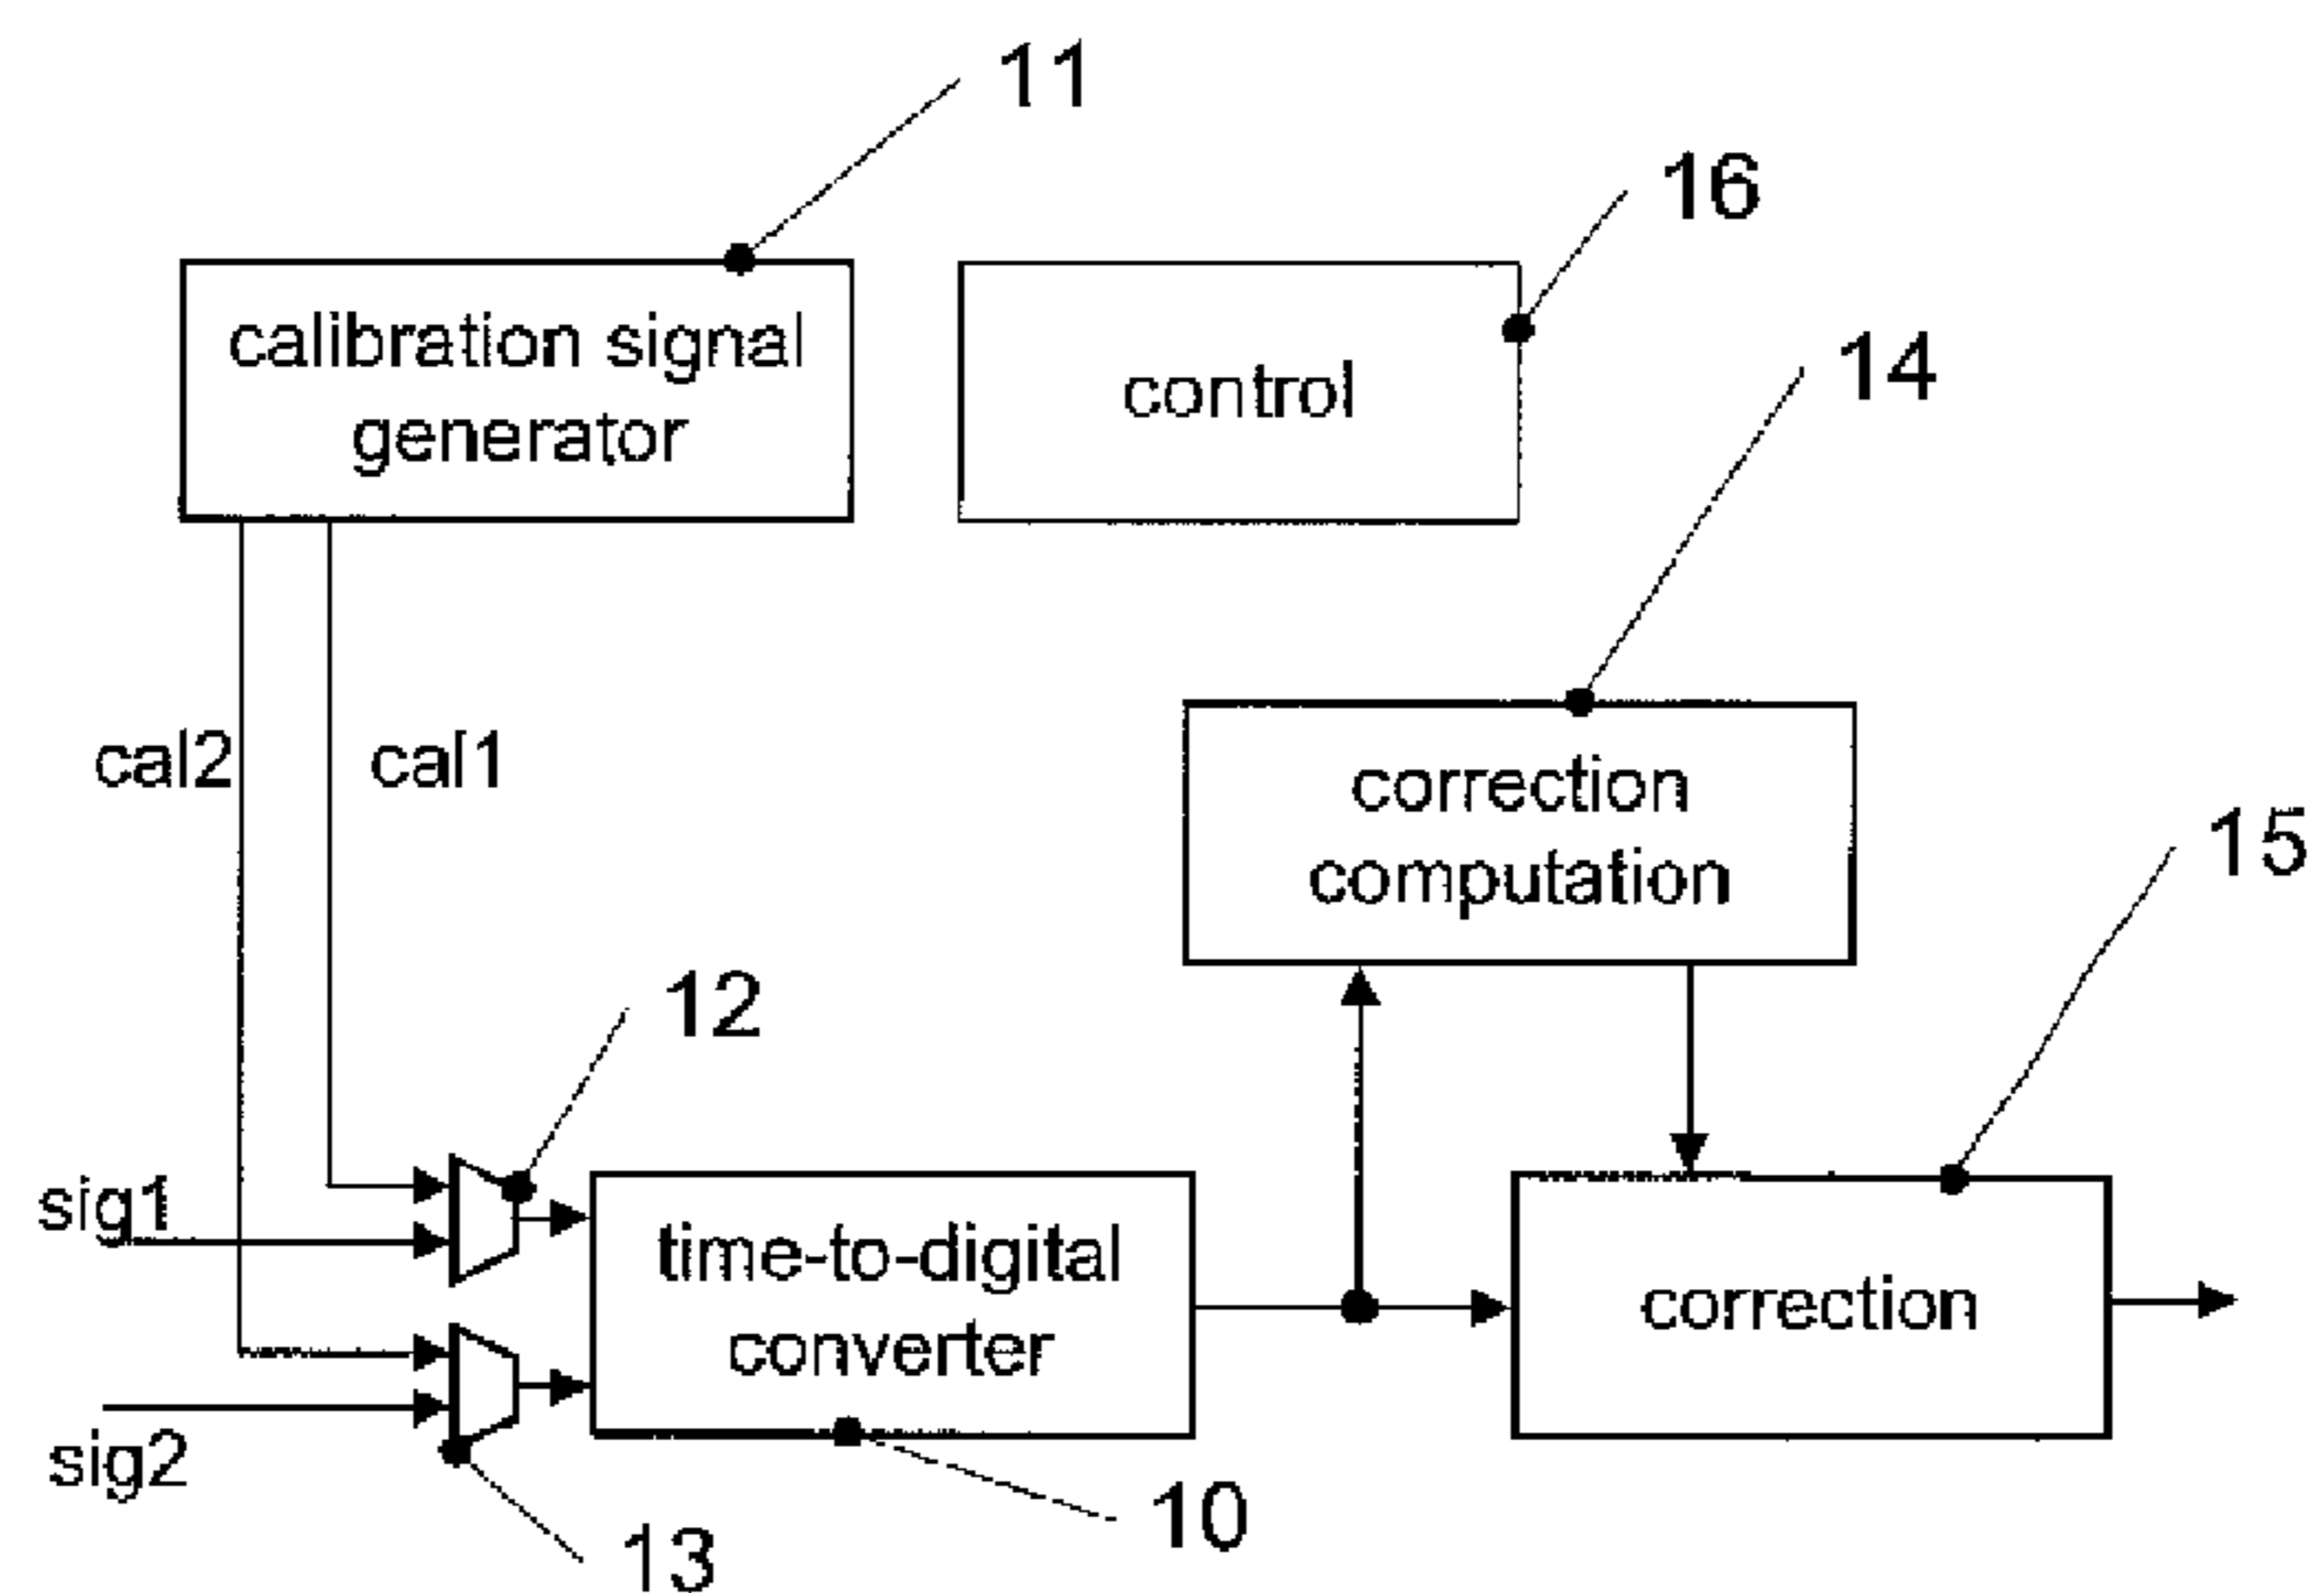 11
16
calibration signal
generator
control
14
cal2
cal1
correction
computation
15
12
sig1
time-to-digital
converter
correction
sig2
10
13